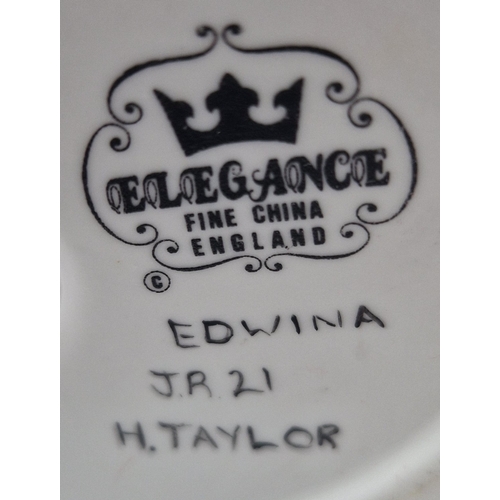 ELEGANCE
FINE CHINA
ENGLAND
©
EDWINA
J.R.21
H.TAYLOR